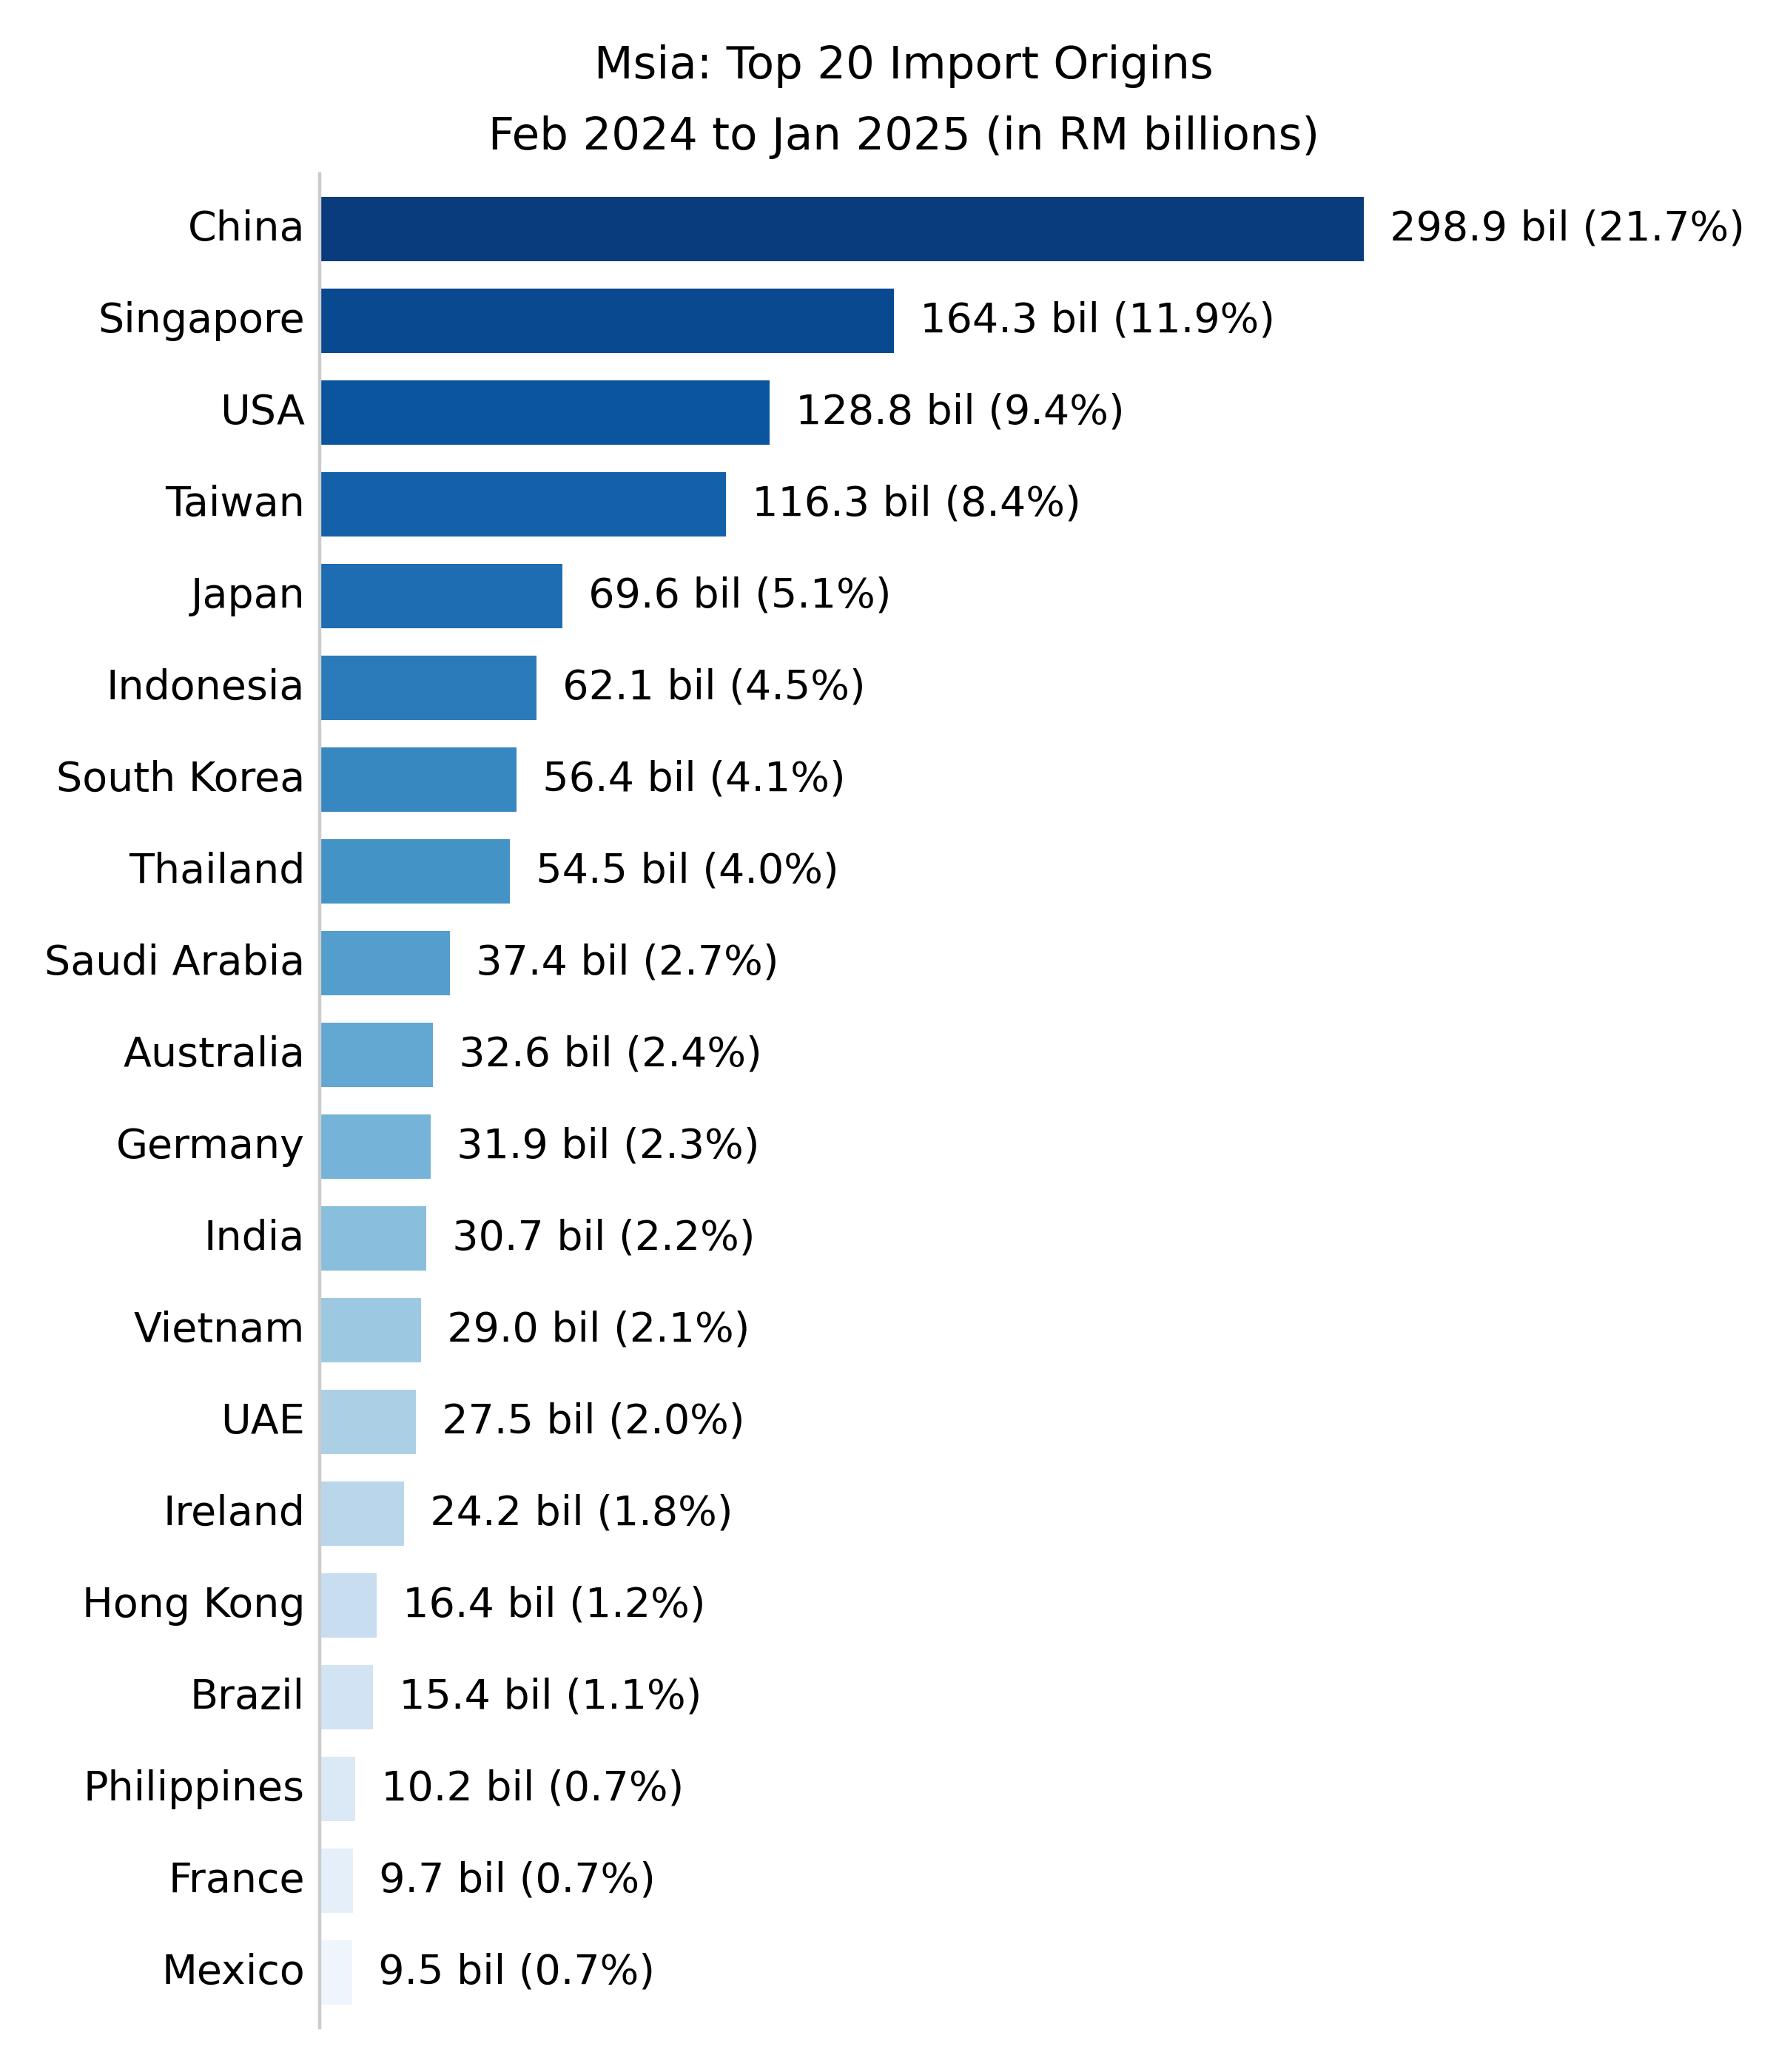 Msia: Top 20 Import Origins
Feb 2024 to Jan 2025 (in RM billions)
China 298.9 bil (21.7%)
Singapore 164.3 bil (11.9%)
USA 128.8 bil (9.4%)
Taiwan 116.3 bil (8.4%)
Japan 69.6 bil (5.1%)
Indonesia 62.1 bil (4.5%)
South Korea 56.4 bil (4.1%)
Thailand 54.5 bil (4.0%)
Saudi Arabia 37.4 bil (2.7%)
Australia 32.6 bil (2.4%)
Germany 31.9 bil (2.3%)
India 30.7 bil (2.2%)
Vietnam 29.0 bil (2.1%)
UAE 27.5 bil (2.0%)
Ireland 24.2 bil (1.8%)
Hong Kong 16.4 bil (1.2%)
Brazil 15.4 bil (1.1%)
Philippines 10.2 bil (0.7%)
France 9.7 bil (0.7%)
Mexico 9.5 bil (0.7%)